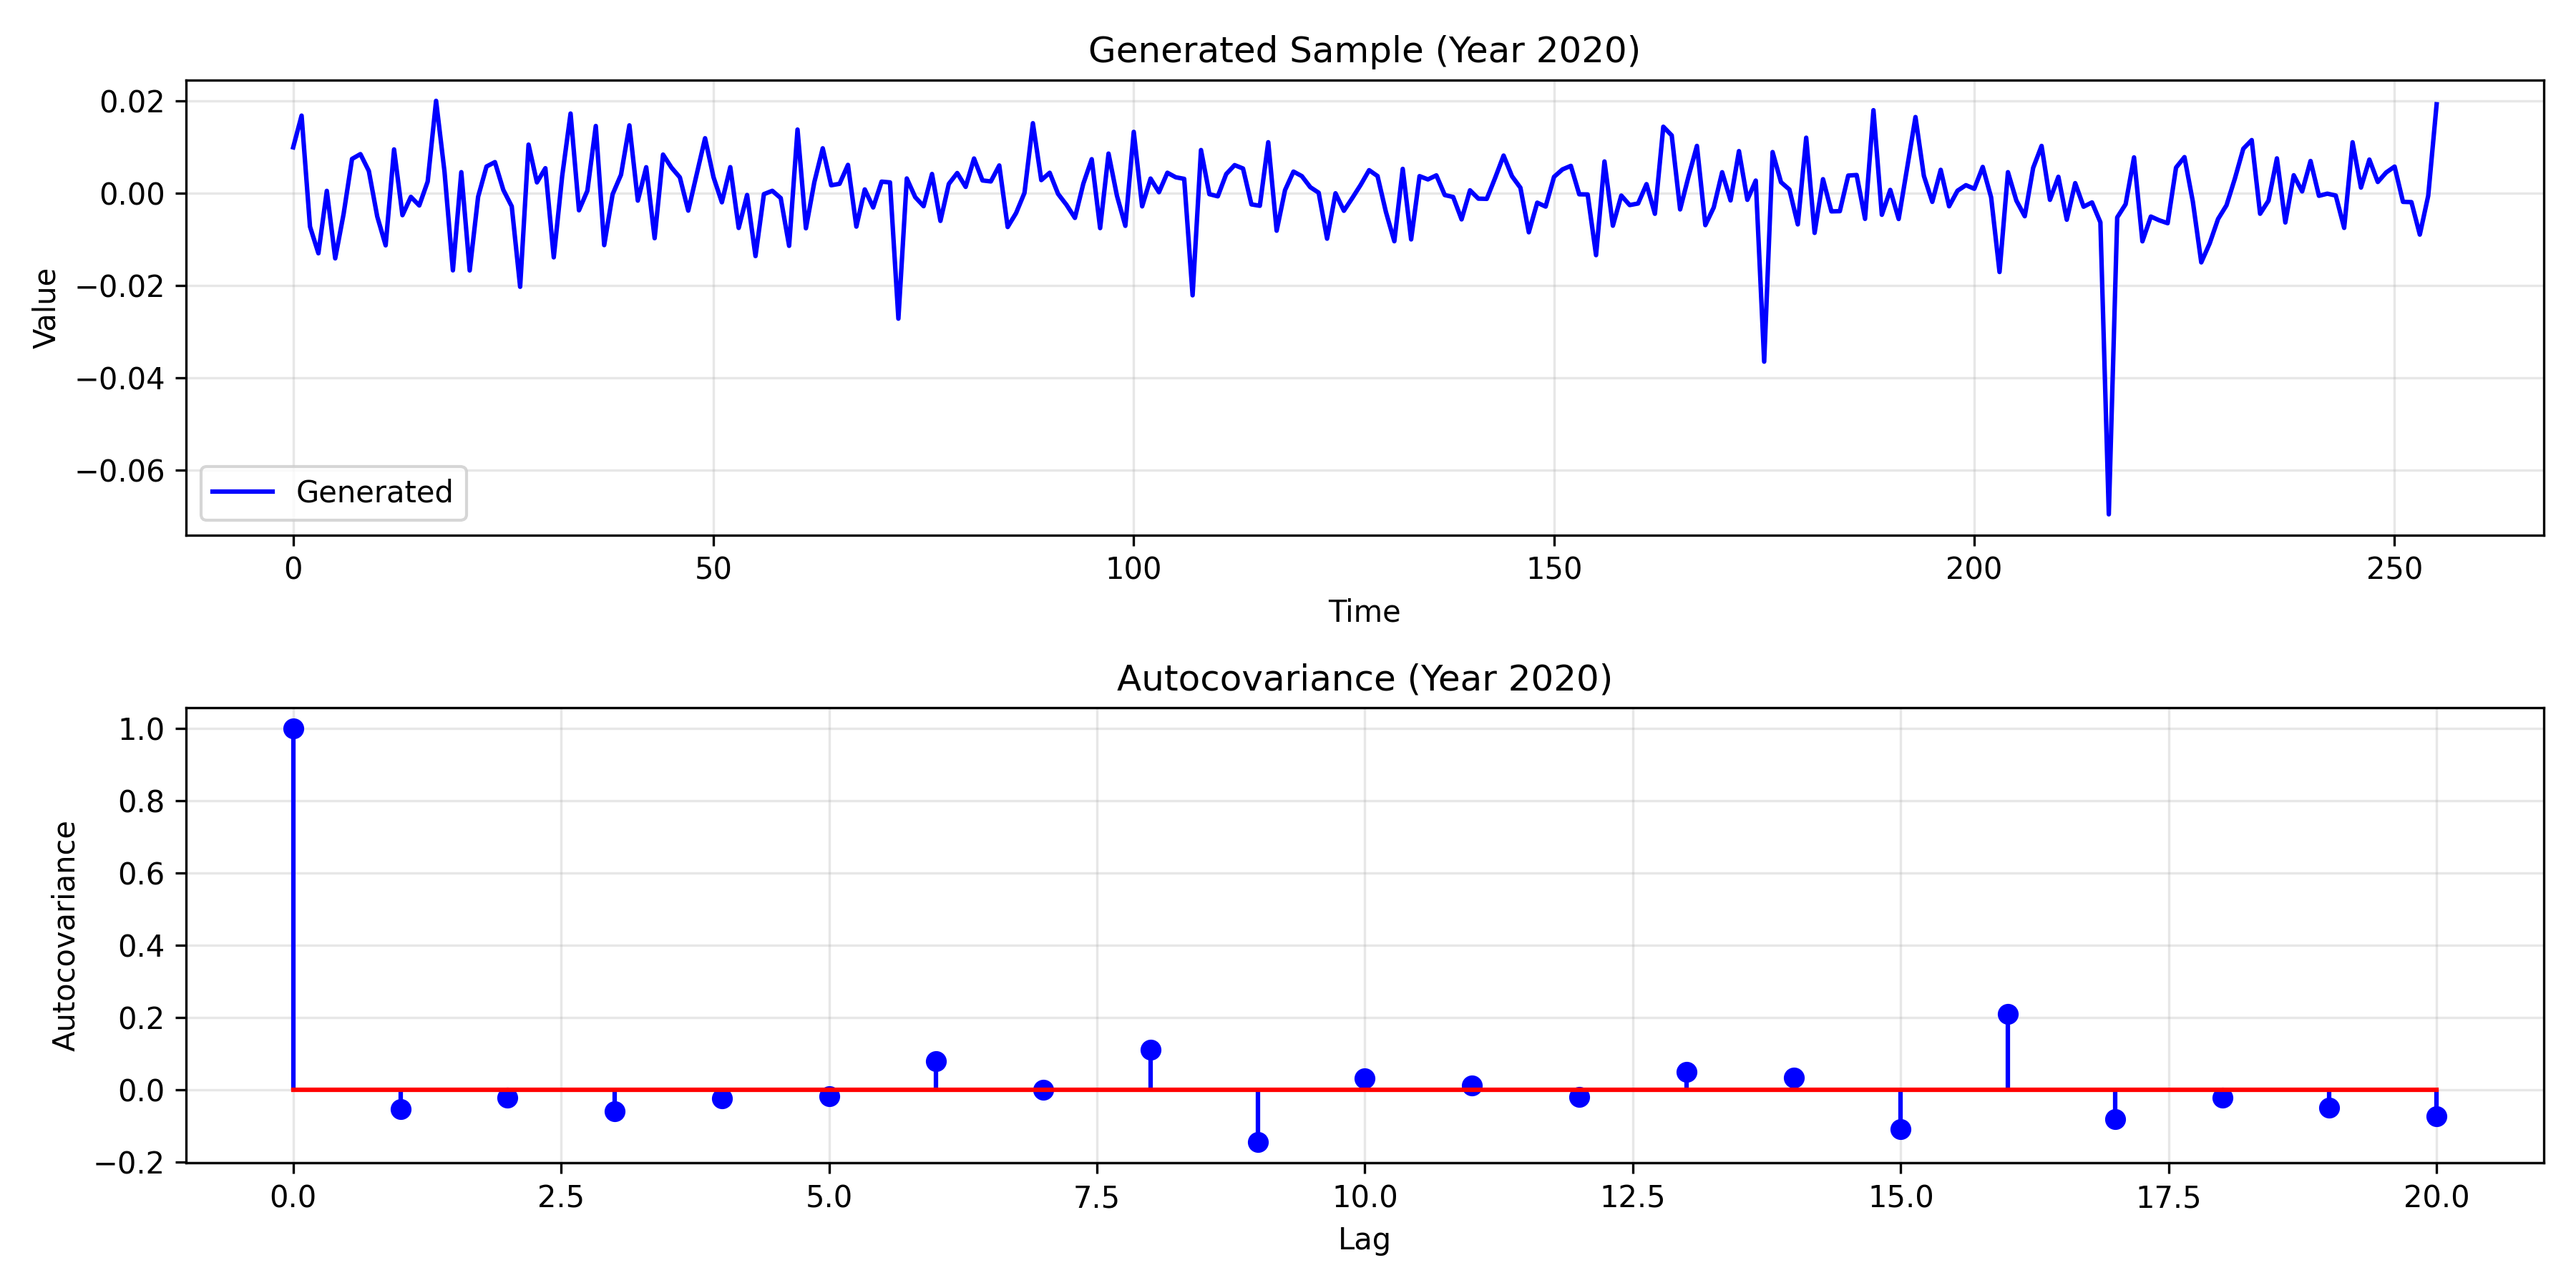 Generated Sample (Year 2020)
0.02
0.00
−0.02
−0.04
−0.06
Value
Generated
0 50 100 150 200 250
Time
Autocovariance (Year 2020)
1.0
0.8
0.6
0.4
0.2
0.0
−0.2
Autocovariance
0.0 2.5 5.0 7.5 10.0 12.5 15.0 17.5 20.0
Lag